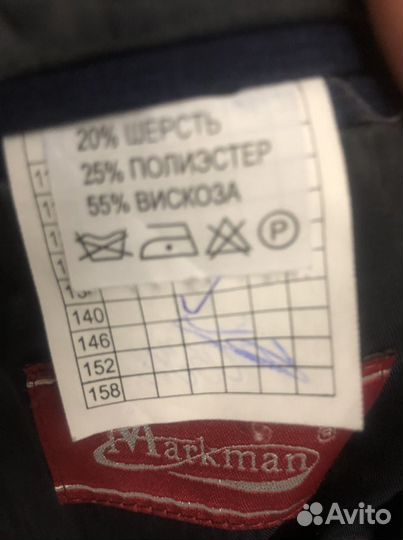 20% ШЕРСТЬ
25% ПОЛИЭСТЕР
55% ВИСКОЗА
P
140
146
152
158
Markman
Avito